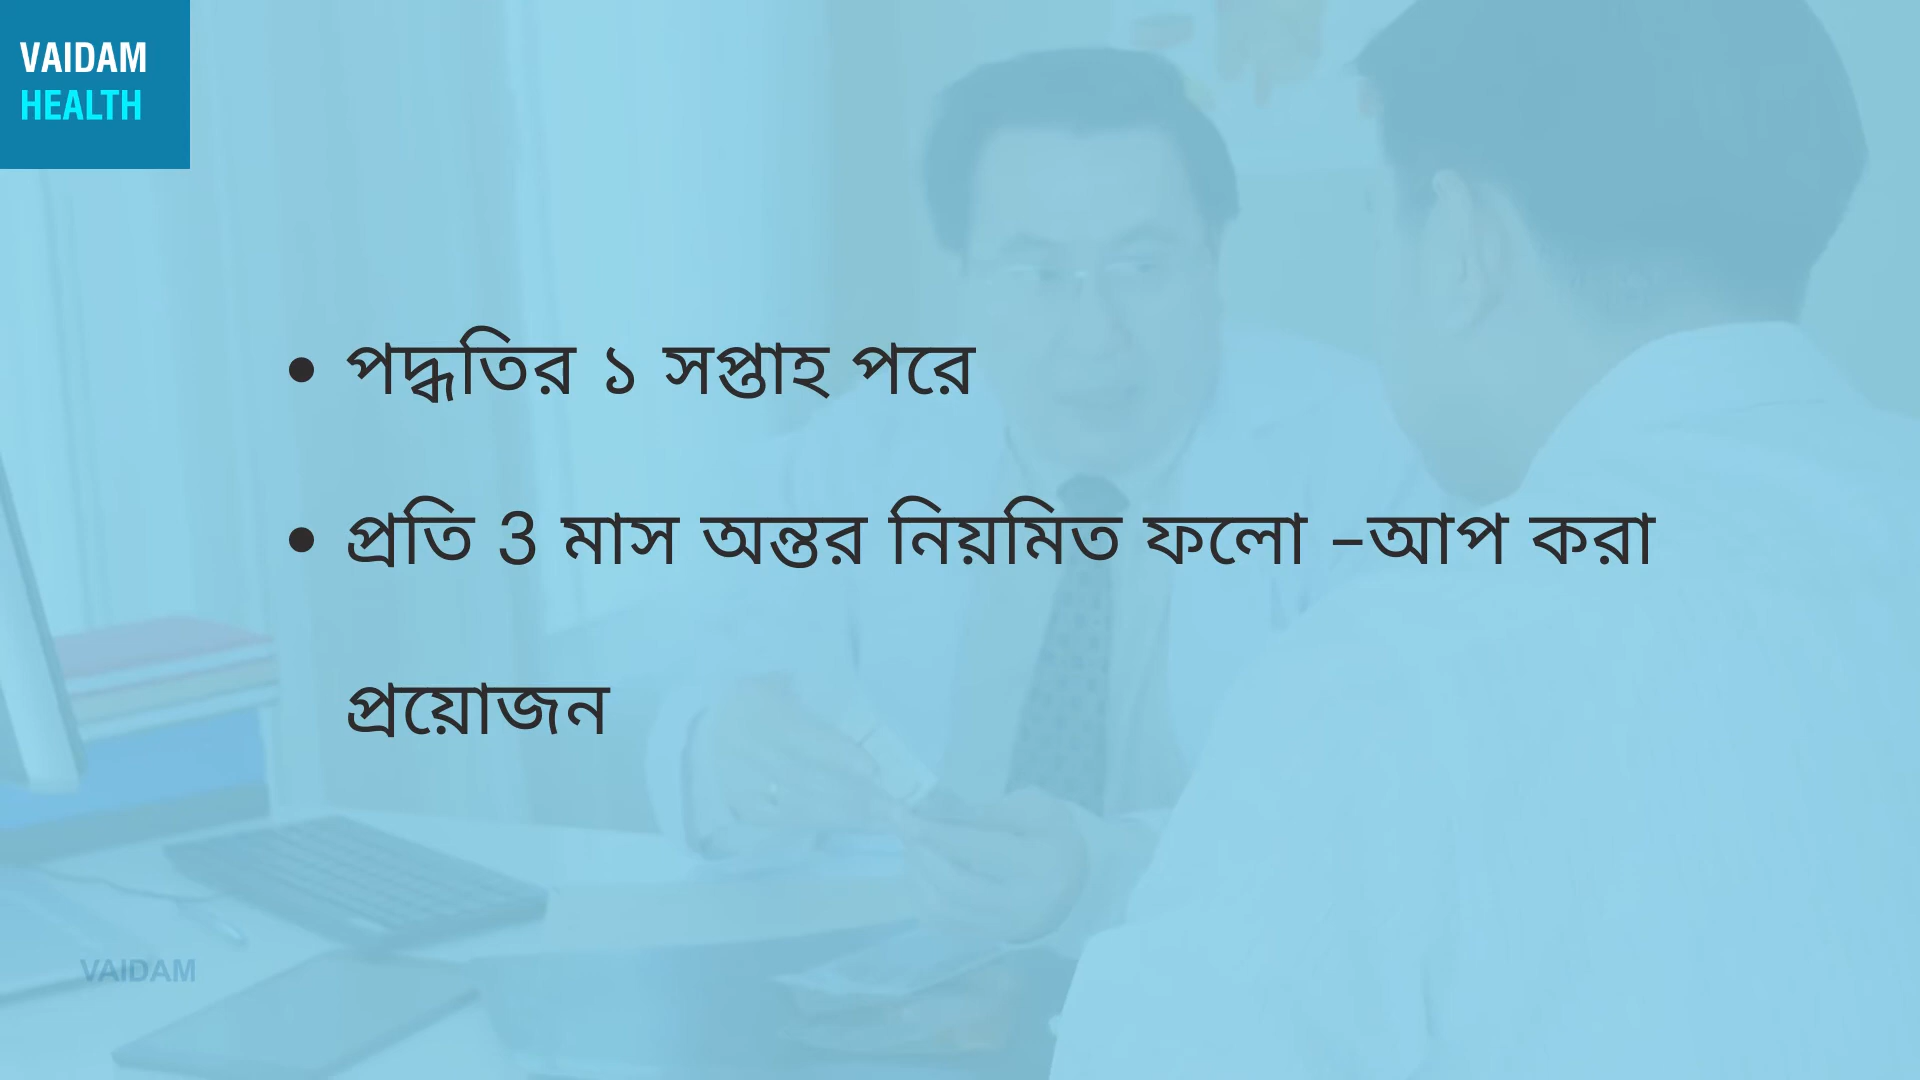 VAIDAM
HEALTH
• পদ্ধতির ১ সপ্তাহ পরে
• প্রতি 3 মাস অন্তর নিয়মিত ফলো –আপ করা
প্রয়োজন
VAIDAM